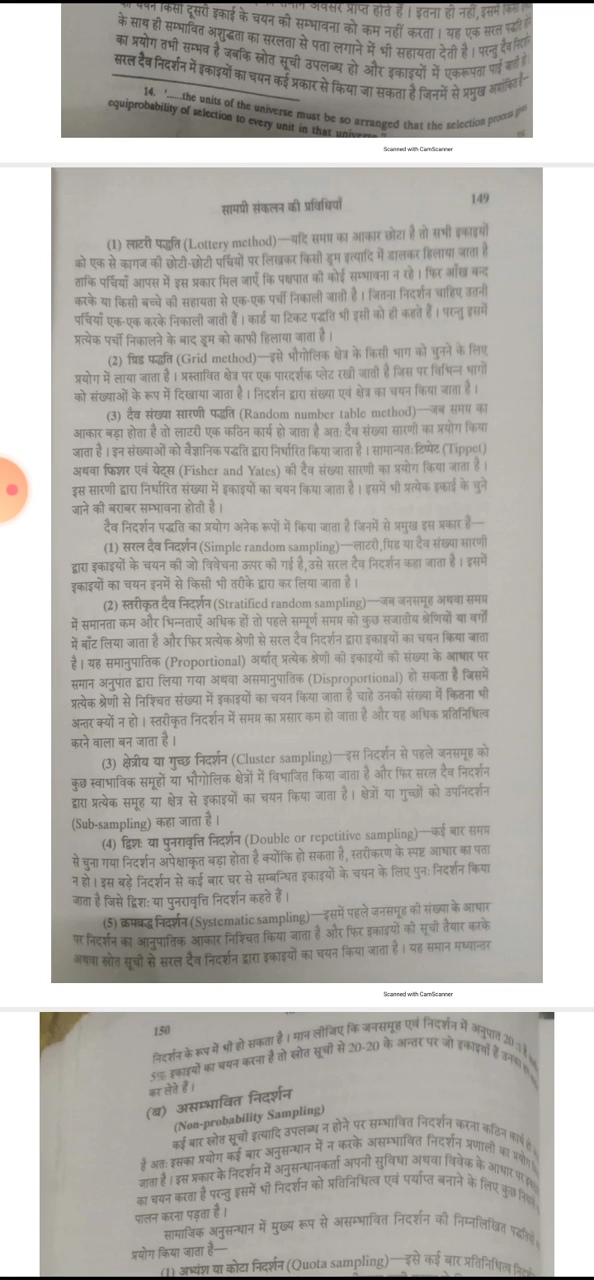 का चयन किसी दूसरी इकाई के चयन की सम्भावना को कम नहीं करता। यह एक सरल पद्धति
के साथ ही सम्भावित अशुद्धता का सरलता से पता लगाने में भी सहायता देती है। परन्तु दैव निदर्शन
का प्रयोग तभी सम्भव है जबकि स्रोत सूची उपलब्ध हो और इकाइयों में एकरूपता पाई जाती हो।
सरल दैव निदर्शन में इकाइयों का चयन कई प्रकार से किया जा सकता है जिनमें से प्रमुख अग्रांकित हैं—
14. '......the units of the universe must be so arranged that the selection process gives
equiprobability of selection to every unit in that universe."
Scanned with CamScanner
सामग्री संकलन की प्रविधियाँ 149
(1) लाटरी पद्धति (Lottery method)—यदि समग्र का आकार छोटा है तो सभी इकाइयों
को एक से कागज की छोटी-छोटी पर्चियों पर लिखकर किसी ड्रम इत्यादि में डालकर हिलाया जाता है
ताकि पर्चियाँ आपस में इस प्रकार मिल जाएँ कि पक्षपात की कोई सम्भावना न रहे। फिर आँख बन्द
करके या किसी बच्चे की सहायता से एक-एक पर्ची निकाली जाती है। जितना निदर्शन चाहिए उतनी
पर्चियाँ एक-एक करके निकाली जाती हैं। कार्ड या टिकट पद्धति भी इसी को ही कहते हैं। परन्तु इसमें
प्रत्येक पर्ची निकालने के बाद ड्रम को काफी हिलाया जाता है।
(2) ग्रिड पद्धति (Grid method)—इसे भौगोलिक क्षेत्र के किसी भाग को चुनने के लिए
प्रयोग में लाया जाता है। प्रस्तावित क्षेत्र पर एक पारदर्शक प्लेट रखी जाती है जिस पर विभिन्न भागों
को संख्याओं के रूप में दिखाया जाता है। निदर्शन द्वारा संख्या एवं क्षेत्र का चयन किया जाता है।
(3) दैव संख्या सारणी पद्धति (Random number table method)—जब समग्र का
आकार बड़ा होता है तो लाटरी एक कठिन कार्य हो जाता है अतः दैव संख्या सारणी का प्रयोग किया
जाता है। इन संख्याओं को वैज्ञानिक पद्धति द्वारा निर्धारित किया जाता है। सामान्यतः टिप्पेट (Tippet)
अथवा फिशर एवं येट्स (Fisher and Yates) की दैव संख्या सारणी का प्रयोग किया जाता है।
इस सारणी द्वारा निर्धारित संख्या में इकाइयों का चयन किया जाता है। इसमें भी प्रत्येक इकाई के चुने
जाने की बराबर सम्भावना होती है।
दैव निदर्शन पद्धति का प्रयोग अनेक रूपों में किया जाता है जिनमें से प्रमुख इस प्रकार हैं—
(1) सरल दैव निदर्शन (Simple random sampling)—लाटरी, ग्रिड या दैव संख्या सारणी
द्वारा इकाइयों के चयन की जो विवेचना ऊपर की गई है, उसे सरल दैव निदर्शन कहा जाता है। इसमें
इकाइयों का चयन इनमें से किसी भी तरीके द्वारा कर लिया जाता है।
(2) स्तरीकृत दैव निदर्शन (Stratified random sampling)—जब जनसमूह अथवा समग्र
में समानता कम और भिन्नताएँ अधिक हों तो पहले सम्पूर्ण समग्र को कुछ सजातीय श्रेणियों या वर्गों
में बाँट लिया जाता है और फिर प्रत्येक श्रेणी से सरल दैव निदर्शन द्वारा इकाइयों का चयन किया जाता
है। यह समानुपातिक (Proportional) अर्थात् प्रत्येक श्रेणी की इकाइयों की संख्या के आधार पर
समान अनुपात द्वारा लिया गया अथवा असमानुपातिक (Disproportional) हो सकता है जिसमें
प्रत्येक श्रेणी से निश्चित संख्या में इकाइयों का चयन किया जाता है चाहे उनकी संख्या में कितना भी
अन्तर क्यों न हो। स्तरीकृत निदर्शन में समग्र का प्रसार कम हो जाता है और यह अधिक प्रतिनिधित्व
करने वाला बन जाता है।
(3) क्षेत्रीय या गुच्छ निदर्शन (Cluster sampling)—इस निदर्शन से पहले जनसमूह को
कुछ स्वाभाविक समूहों या भौगोलिक क्षेत्रों में विभाजित किया जाता है और फिर सरल दैव निदर्शन
द्वारा प्रत्येक समूह या क्षेत्र से इकाइयों का चयन किया जाता है। क्षेत्रों या गुच्छों को उपनिदर्शन
(Sub-sampling) कहा जाता है।
(4) द्विशः या पुनरावृत्ति निदर्शन (Double or repetitive sampling)—कई बार समग्र
से चुना गया निदर्शन अपेक्षाकृत बड़ा होता है क्योंकि हो सकता है, स्तरीकरण के स्पष्ट आधार का पता
न हो। इस बड़े निदर्शन से कई बार चर से सम्बन्धित इकाइयों के चयन के लिए पुनः निदर्शन किया
जाता है जिसे द्विशः या पुनरावृत्ति निदर्शन कहते हैं।
(5) क्रमबद्ध निदर्शन (Systematic sampling)—इसमें पहले जनसमूह की संख्या के आधार
पर निदर्शन का आनुपातिक आकार निश्चित किया जाता है और फिर इकाइयों की सूची तैयार करके
अथवा स्रोत सूची से सरल दैव निदर्शन द्वारा इकाइयों का चयन किया जाता है। यह समान मध्यान्तर
Scanned with CamScanner
150
निदर्शन के रूप में भी हो सकता है। मान लीजिए कि जनसमूह एवं निदर्शन में अनुपात 20
5% इकाइयों का चयन करना है तो स्रोत सूची से 20-20 के अन्तर पर जो इकाइयाँ हैं उनका
कर लेते हैं।
(ब) असम्भावित निदर्शन
(Non-probability Sampling)
कई बार स्रोत सूची इत्यादि उपलब्ध न होने पर सम्भावित निदर्शन करना कठिन कार्य हो
है अतः इसका प्रयोग कई बार अनुसन्धान में न करके असम्भावित निदर्शन प्रणाली का प्रयोग
जाता है। इस प्रकार के निदर्शन में अनुसन्धानकर्ता अपनी सुविधा अथवा विवेक के आधार पर
का चयन करता है परन्तु इसमें भी निदर्शन को प्रतिनिधित्व एवं पर्याप्त बनाने के लिए कुछ
पालन करना पड़ता है।
सामाजिक अनुसन्धान में मुख्य रूप से असम्भावित निदर्शन की निम्नलिखित पद्धतियों
प्रयोग किया जाता है—
(1) अभ्यंश या कोटा निदर्शन (Quota sampling)—इसे कई बार प्रतिनिधित्व